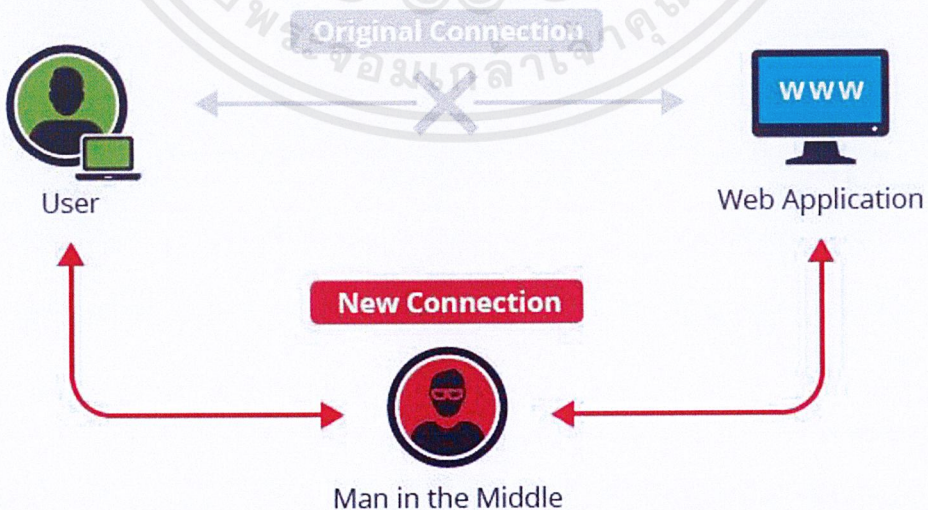 Original Connection
WWW
User
Web Application
New Connection
Man in the Middle